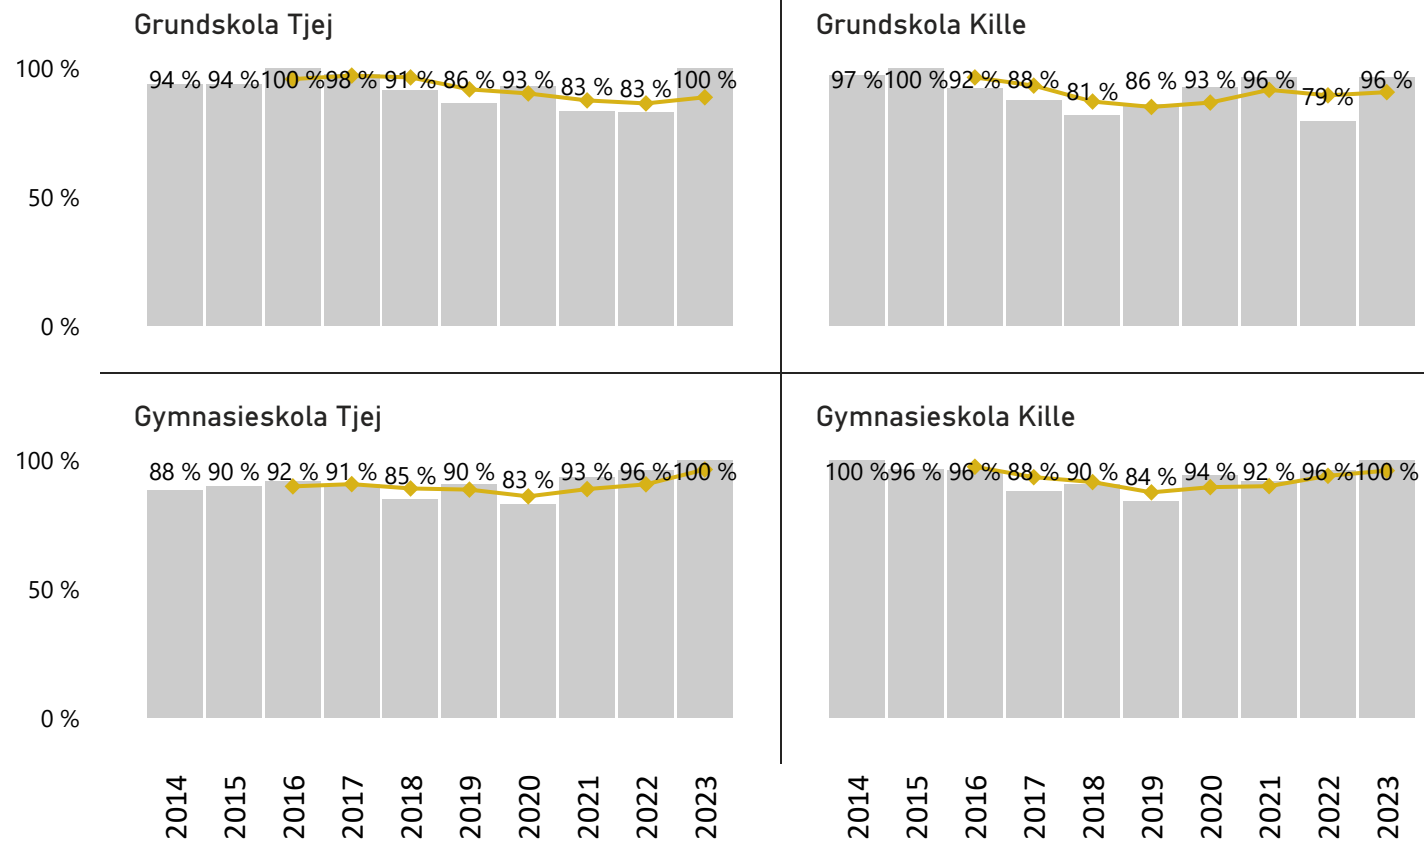 Grundskola Tjej
100 %
50 %
0 %
94 % 94 % 100 % 98 % 91 % 86 % 93 % 83 % 83 % 100 %
Grundskola Kille
97 % 100 % 92 % 88 % 81 % 86 % 93 % 96 % 79 % 96 %
Gymnasieskola Tjej
100 %
50 %
0 %
88 % 90 % 92 % 91 % 85 % 90 % 83 % 93 % 96 % 100 %
Gymnasieskola Kille
100 % 96 % 96 % 88 % 90 % 84 % 94 % 92 % 96 % 100 %
2014 2015 2016 2017 2018 2019 2020 2021 2022 2023
2014 2015 2016 2017 2018 2019 2020 2021 2022 2023